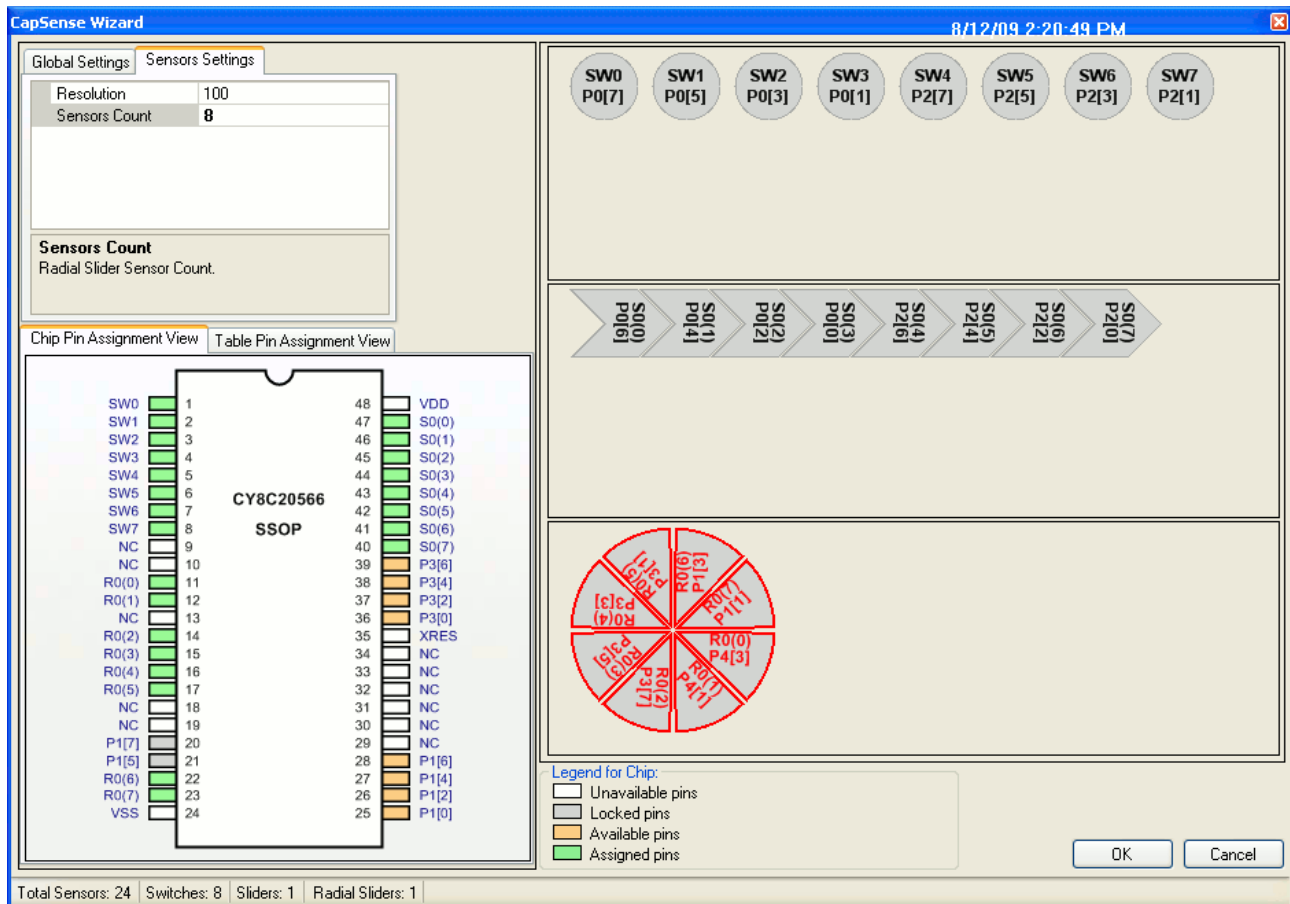 CapSense Wizard
8/12/09 2:20:49 PM
Global Settings Sensors Settings
Resolution 100
Sensors Count 8
Sensors Count
Radial Slider Sensor Count.
Chip Pin Assignment View Table Pin Assignment View
SW0 1 48 VDD
SW1 2 47 S0(0)
SW2 3 46 S0(1)
SW3 4 45 S0(2)
SW4 5 44 S0(3)
SW5 6 43 S0(4)
SW6 7 42 S0(5)
SW7 8 41 S0(6)
NC 9 40 S0(7)
NC 10 39 P3[6]
R0(0) 11 38 P3[4]
R0(1) 12 37 P3[2]
NC 13 36 P3[0]
R0(2) 14 35 XRES
R0(3) 15 34 NC
R0(4) 16 33 NC
R0(5) 17 32 NC
NC 18 31 NC
NC 19 30 NC
P1[7] 20 29 NC
P1[5] 21 28 P1[6]
R0(6) 22 27 P1[4]
R0(7) 23 26 P1[2]
VSS 24 25 P1[0]
CY8C20566
SSOP
SW0 SW1 SW2 SW3 SW4 SW5 SW6 SW7
P0[7] P0[5] P0[3] P0[1] P2[7] P2[5] P2[3] P2[1]
S0(0) S0(1) S0(2) S0(3) S0(4) S0(5) S0(6) S0(7)
P0[6] P0[4] P0[2] P0[0] P2[6] P2[4] P2[2] P2[0]
R0(0)
P4[3]
R0(1)
P4[1]
R0(2)
P3[7]
R0(3)
P3[5]
R0(4)
P3[3]
R0(5)
P3[1]
R0(6)
P1[3]
R0(7)
P1[1]
Legend for Chip:
Unavailable pins
Locked pins
Available pins
Assigned pins
OK Cancel
Total Sensors: 24 Switches: 8 Sliders: 1 Radial Sliders: 1